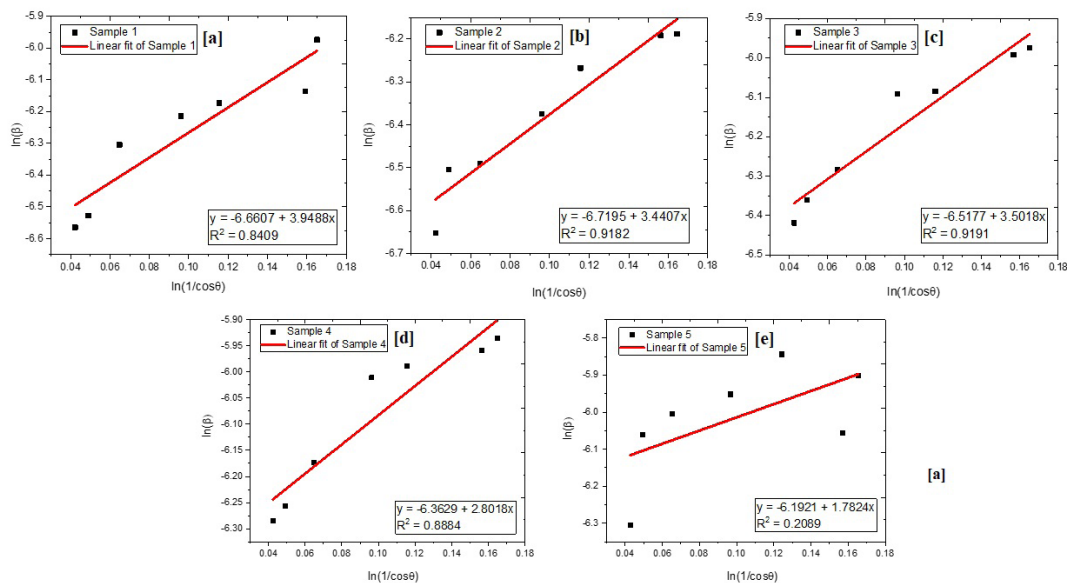 Sample 1
Linear fit of Sample 1
[a]
-5.9
-6.0
-6.1
-6.2
-6.3
-6.4
-6.5
-6.6
ln(β)
y = -6.6607 + 3.9488x
R² = 0.8409
0.04 0.06 0.08 0.10 0.12 0.14 0.16 0.18
ln(1/cosθ)
Sample 2
Linear fit of Sample 2
[b]
-6.2
-6.3
-6.4
-6.5
-6.6
-6.7
ln(β)
y = -6.7195 + 3.4407x
R² = 0.9182
0.04 0.06 0.08 0.10 0.12 0.14 0.16 0.18
ln(1/cosθ)
Sample 3
Linear fit of Sample 3
[c]
-5.9
-6.0
-6.1
-6.2
-6.3
-6.4
-6.5
ln(β)
y = -6.5177 + 3.5018x
R² = 0.9191
0.04 0.06 0.08 0.10 0.12 0.14 0.16 0.18
ln(1/cosθ)
Sample 4
Linear fit of Sample 4
[d]
-5.90
-5.95
-6.00
-6.05
-6.10
-6.15
-6.20
-6.25
-6.30
ln(β)
y = -6.3629 + 2.8018x
R² = 0.8884
0.04 0.06 0.08 0.10 0.12 0.14 0.16 0.18
ln(1/cosθ)
Sample 5
Linear fit of Sample 5
[e]
-5.8
-5.9
-6.0
-6.1
-6.2
-6.3
ln(β)
y = -6.1921 + 1.7824x
R² = 0.2089
0.04 0.06 0.08 0.10 0.12 0.14 0.16 0.18
ln(1/cosθ)
[a]